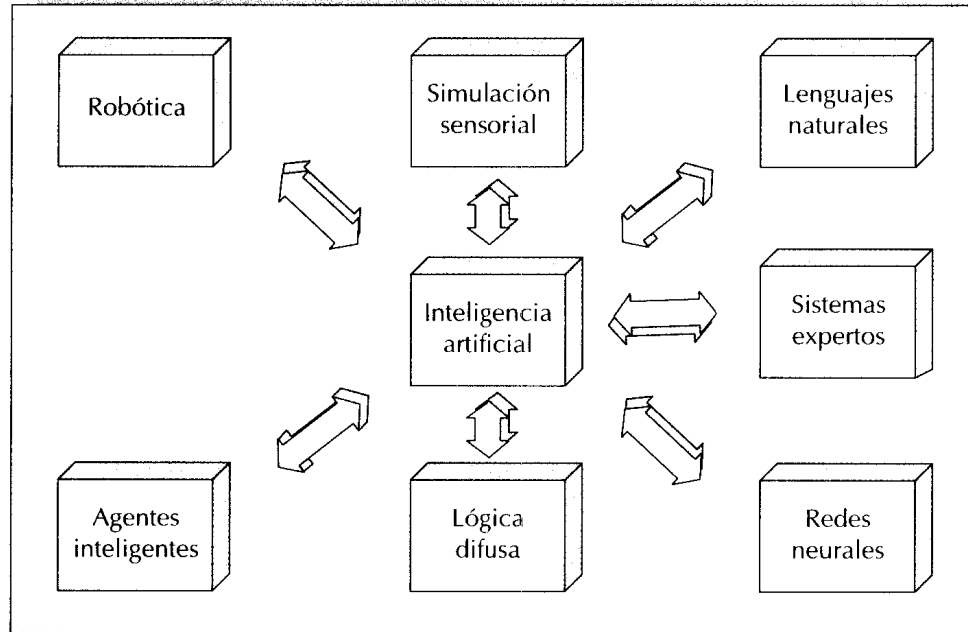 Robótica
Simulación
sensorial
Lenguajes
naturales
Inteligencia
artificial
Sistemas
expertos
Agentes
inteligentes
Lógica
difusa
Redes
neurales